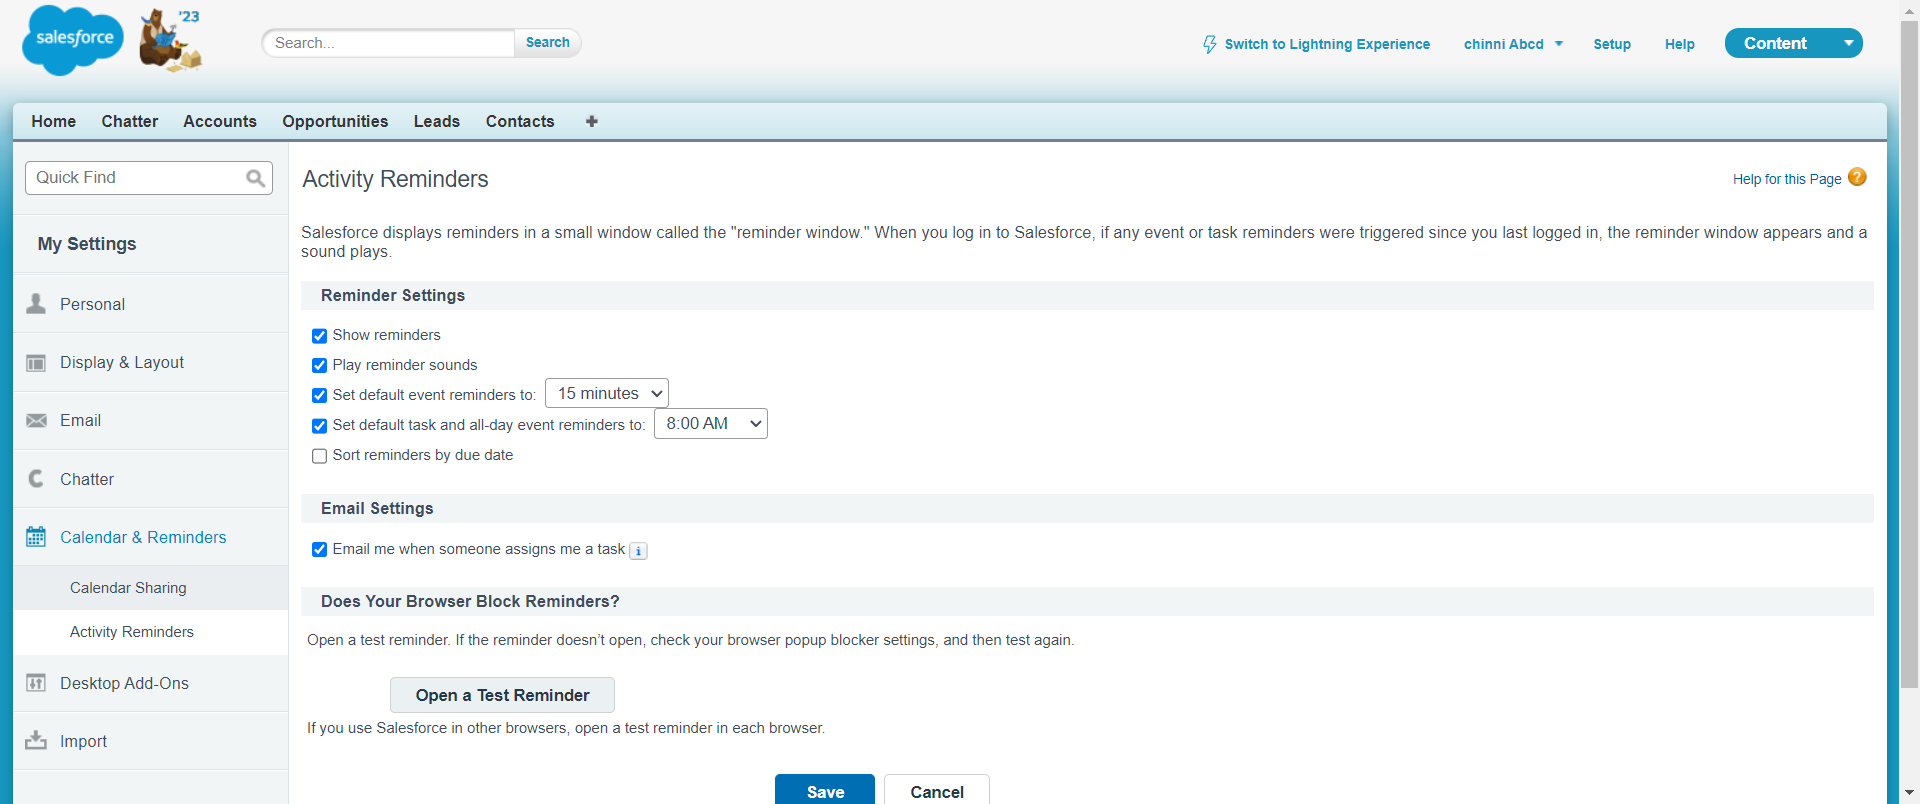 salesforce
'23
Search...
Search
Switch to Lightning Experience
chinni Abcd
Setup
Help
Content
Home
Chatter
Accounts
Opportunities
Leads
Contacts
Quick Find
My Settings
Personal
Display & Layout
Email
Chatter
Calendar & Reminders
Calendar Sharing
Activity Reminders
Desktop Add-Ons
Import
Activity Reminders
Help for this Page
Salesforce displays reminders in a small window called the "reminder window." When you log in to Salesforce, if any event or task reminders were triggered since you last logged in, the reminder window appears and a
sound plays.
Reminder Settings
Show reminders
Play reminder sounds
Set default event reminders to: 15 minutes
Set default task and all-day event reminders to: 8:00 AM
Sort reminders by due date
Email Settings
Email me when someone assigns me a task
Does Your Browser Block Reminders?
Open a test reminder. If the reminder doesn’t open, check your browser popup blocker settings, and then test again.
Open a Test Reminder
If you use Salesforce in other browsers, open a test reminder in each browser.
Save
Cancel